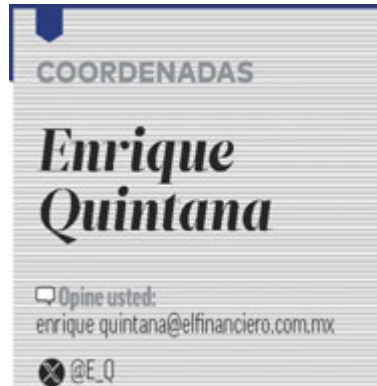 COORDENADAS
Enrique
Quintana
Opine usted:
enrique quintana@elfinanciero.com.mx
@E_Q